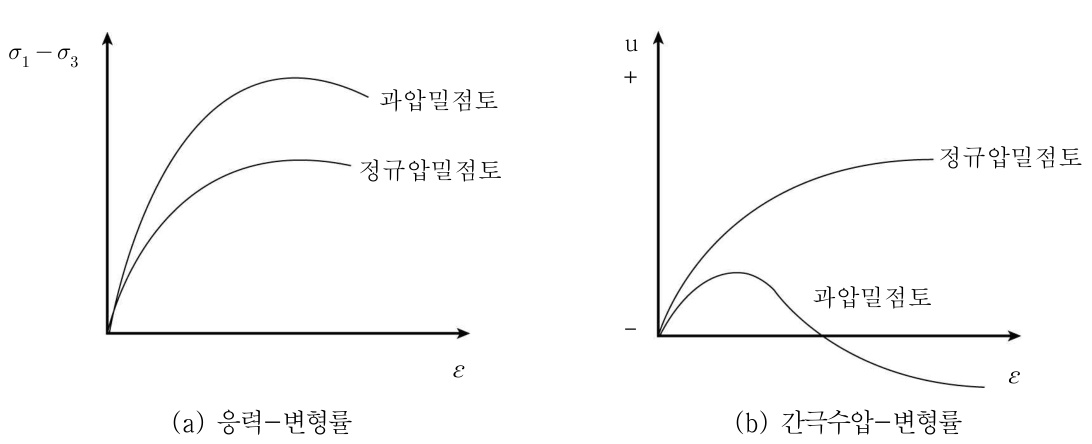 σ₁－σ₃
과압밀점토
정규압밀점토
ε
(a) 응력－변형률
u
+
정규압밀점토
과압밀점토
－
ε
(b) 간극수압－변형률